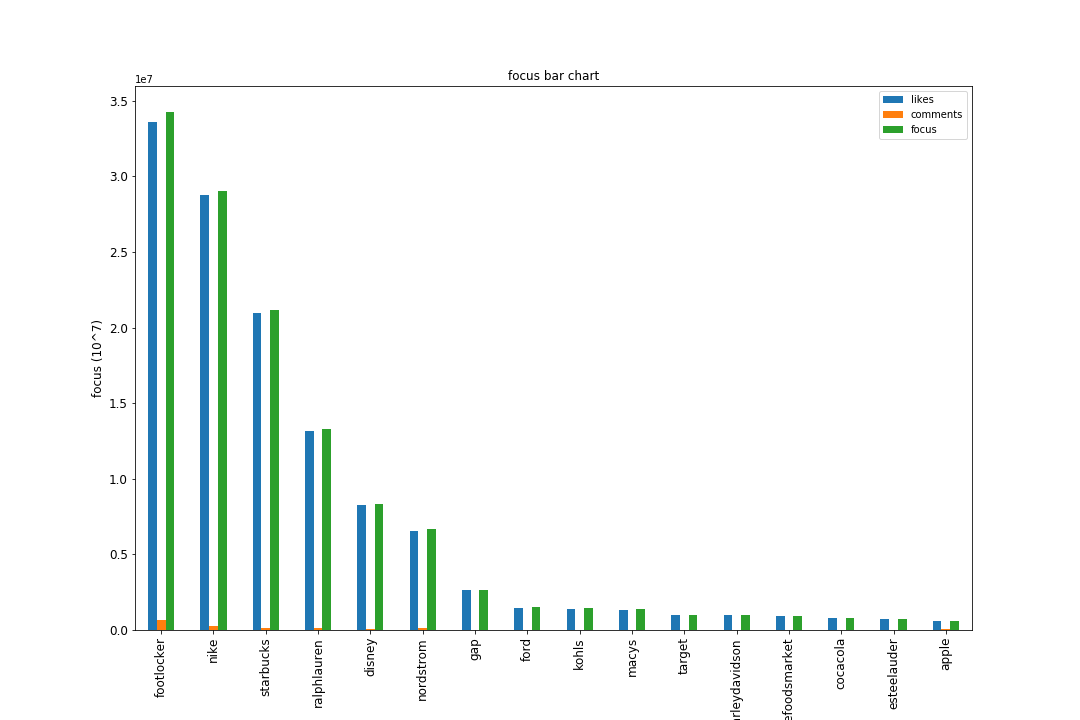 focus bar chart
1e7
likes
comments
focus
3.5
3.0
2.5
2.0
1.5
1.0
0.5
0.0
focus (10^7)
footlocker
nike
starbucks
ralphlauren
disney
nordstrom
gap
ford
kohls
macys
target
rleydavidson
efoodsmarket
cocacola
esteelauder
apple